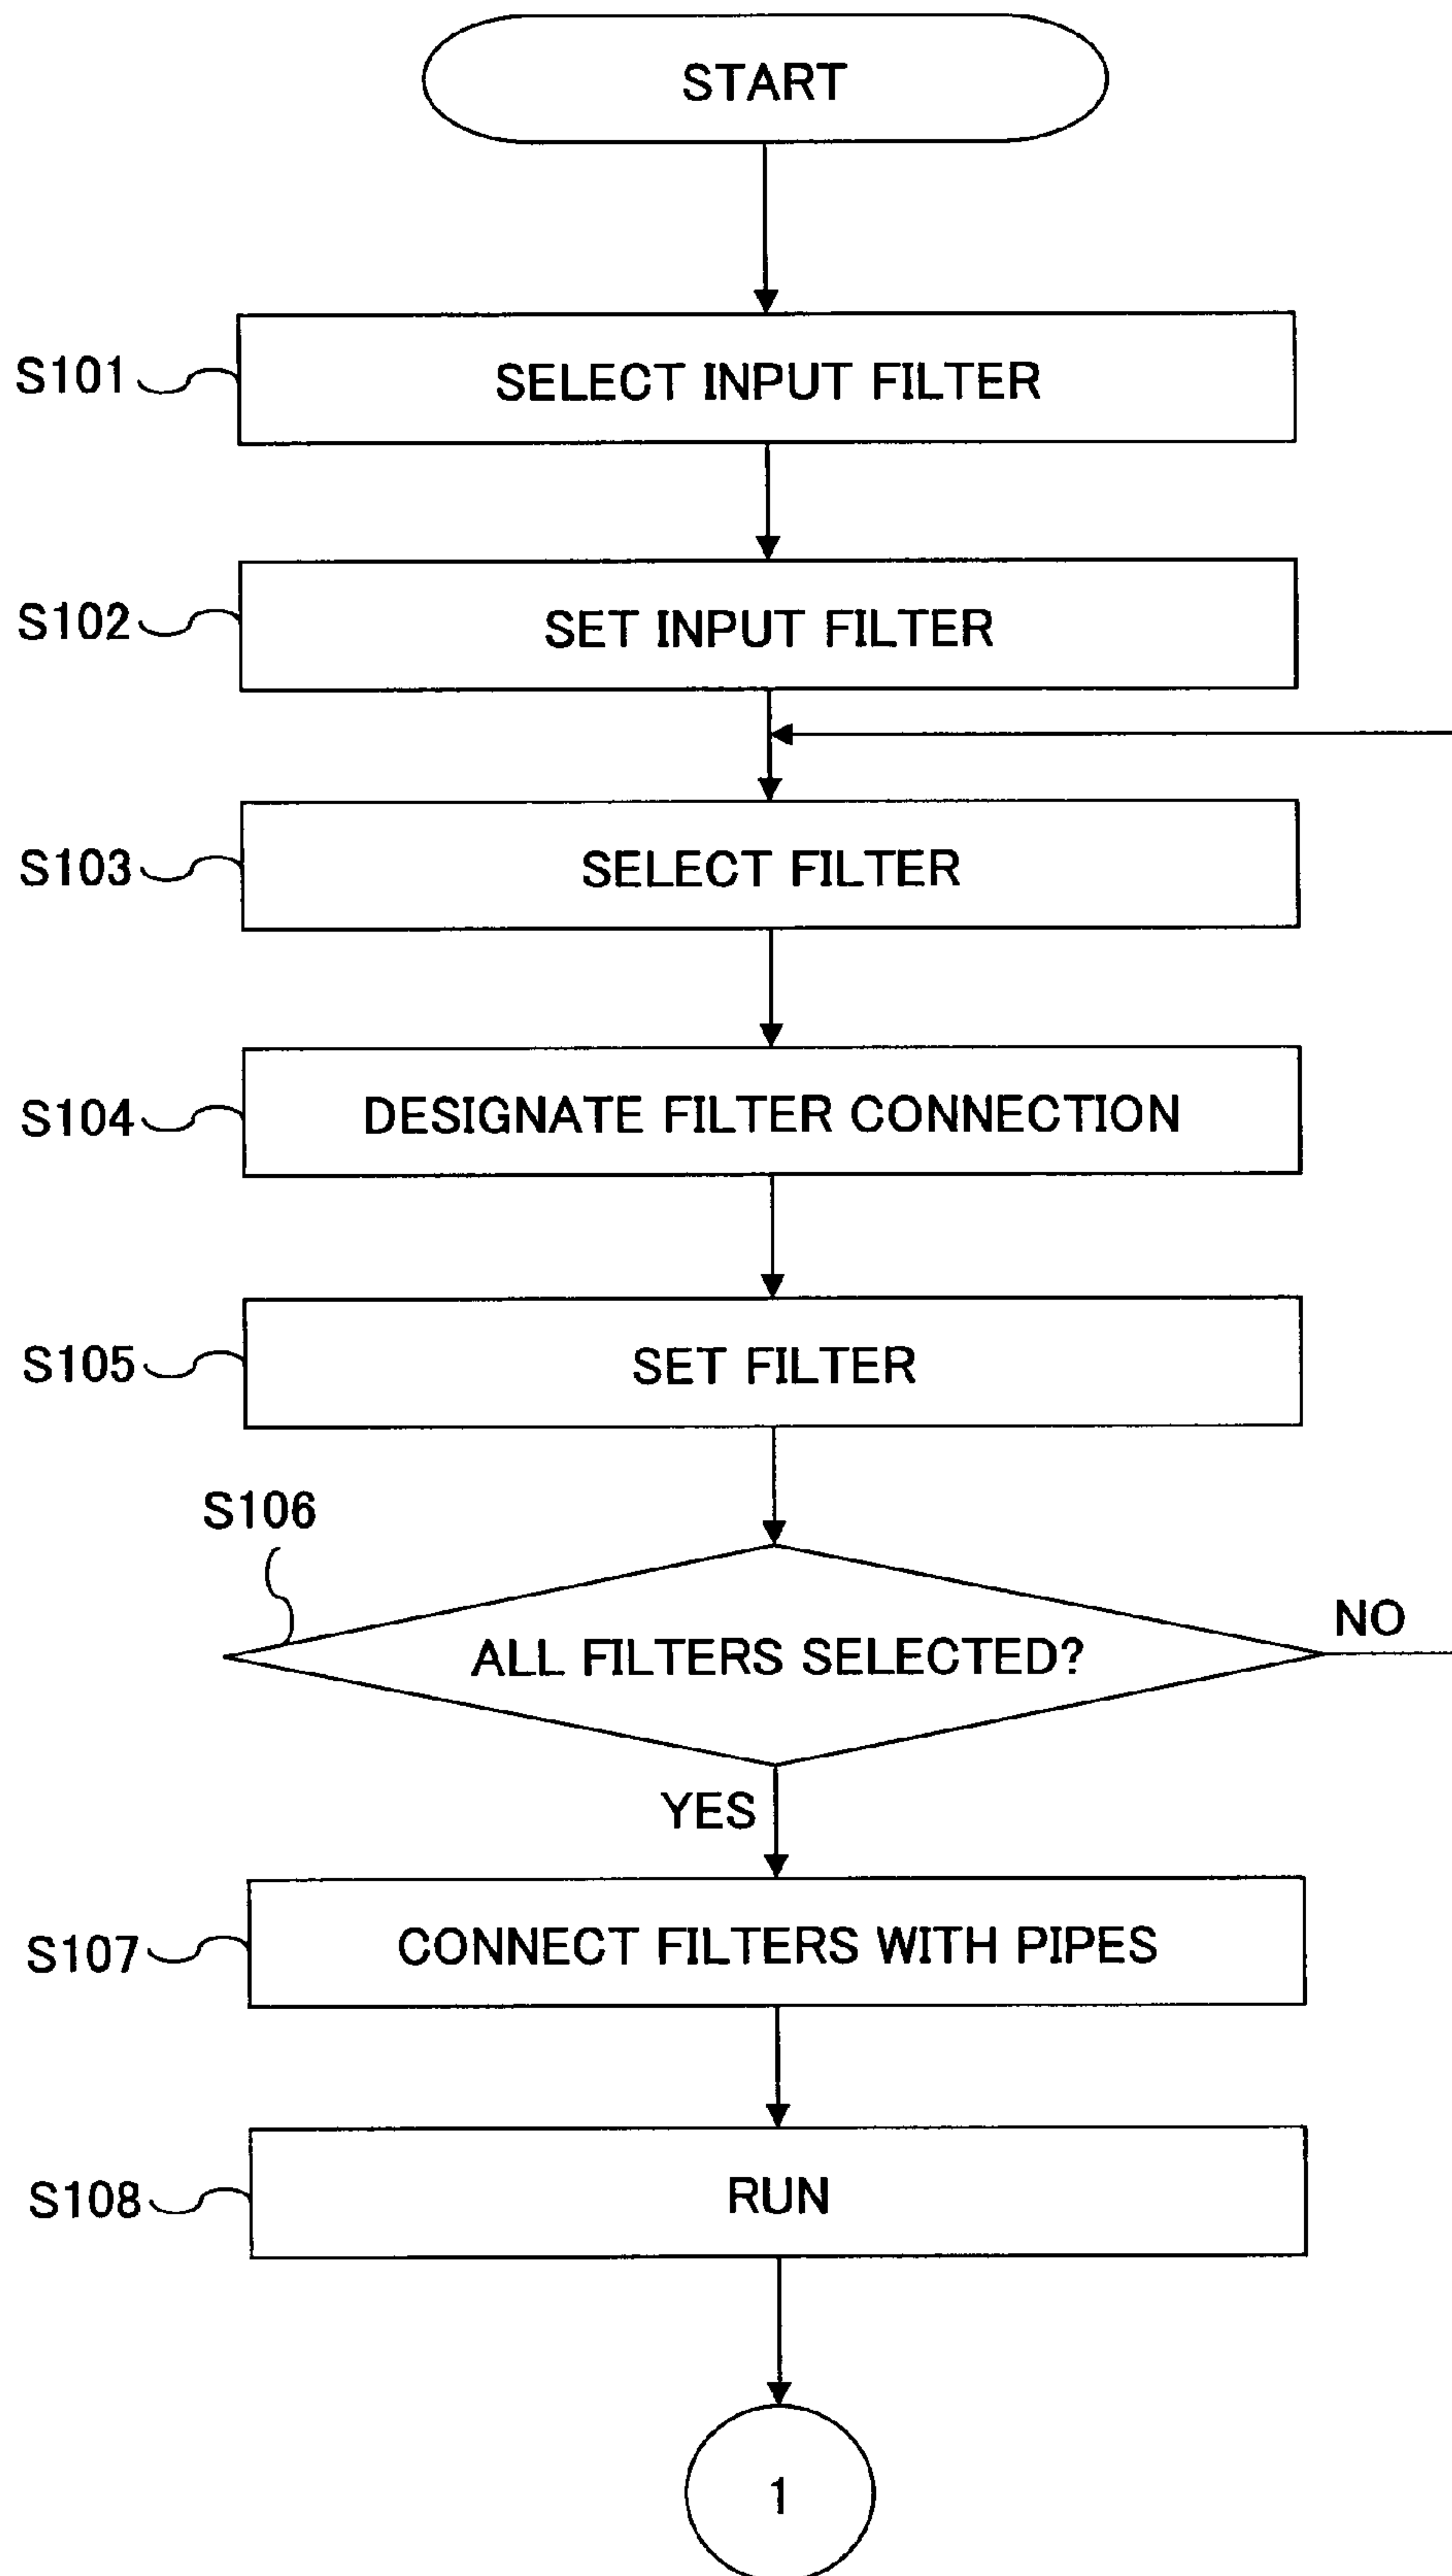 START
S101
SELECT INPUT FILTER
S102
SET INPUT FILTER
S103
SELECT FILTER
S104
DESIGNATE FILTER CONNECTION
S105
SET FILTER
S106
ALL FILTERS SELECTED?
NO
YES
S107
CONNECT FILTERS WITH PIPES
S108
RUN
1